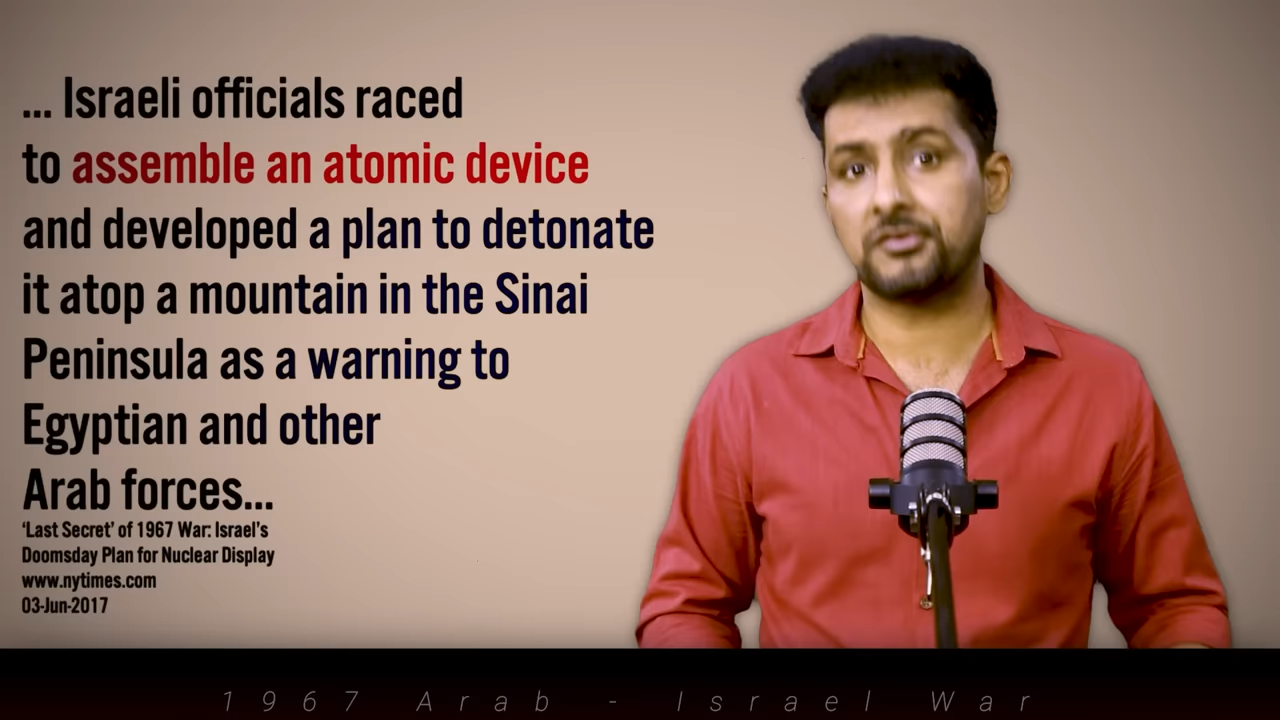 ... Israeli officials raced
to assemble an atomic device
and developed a plan to detonate
it atop a mountain in the Sinai
Peninsula as a warning to
Egyptian and other
Arab forces...
‘Last Secret’ of 1967 War: Israel’s
Doomsday Plan for Nuclear Display
www.nytimes.com
03-Jun-2017
1967 Arab - Israel War